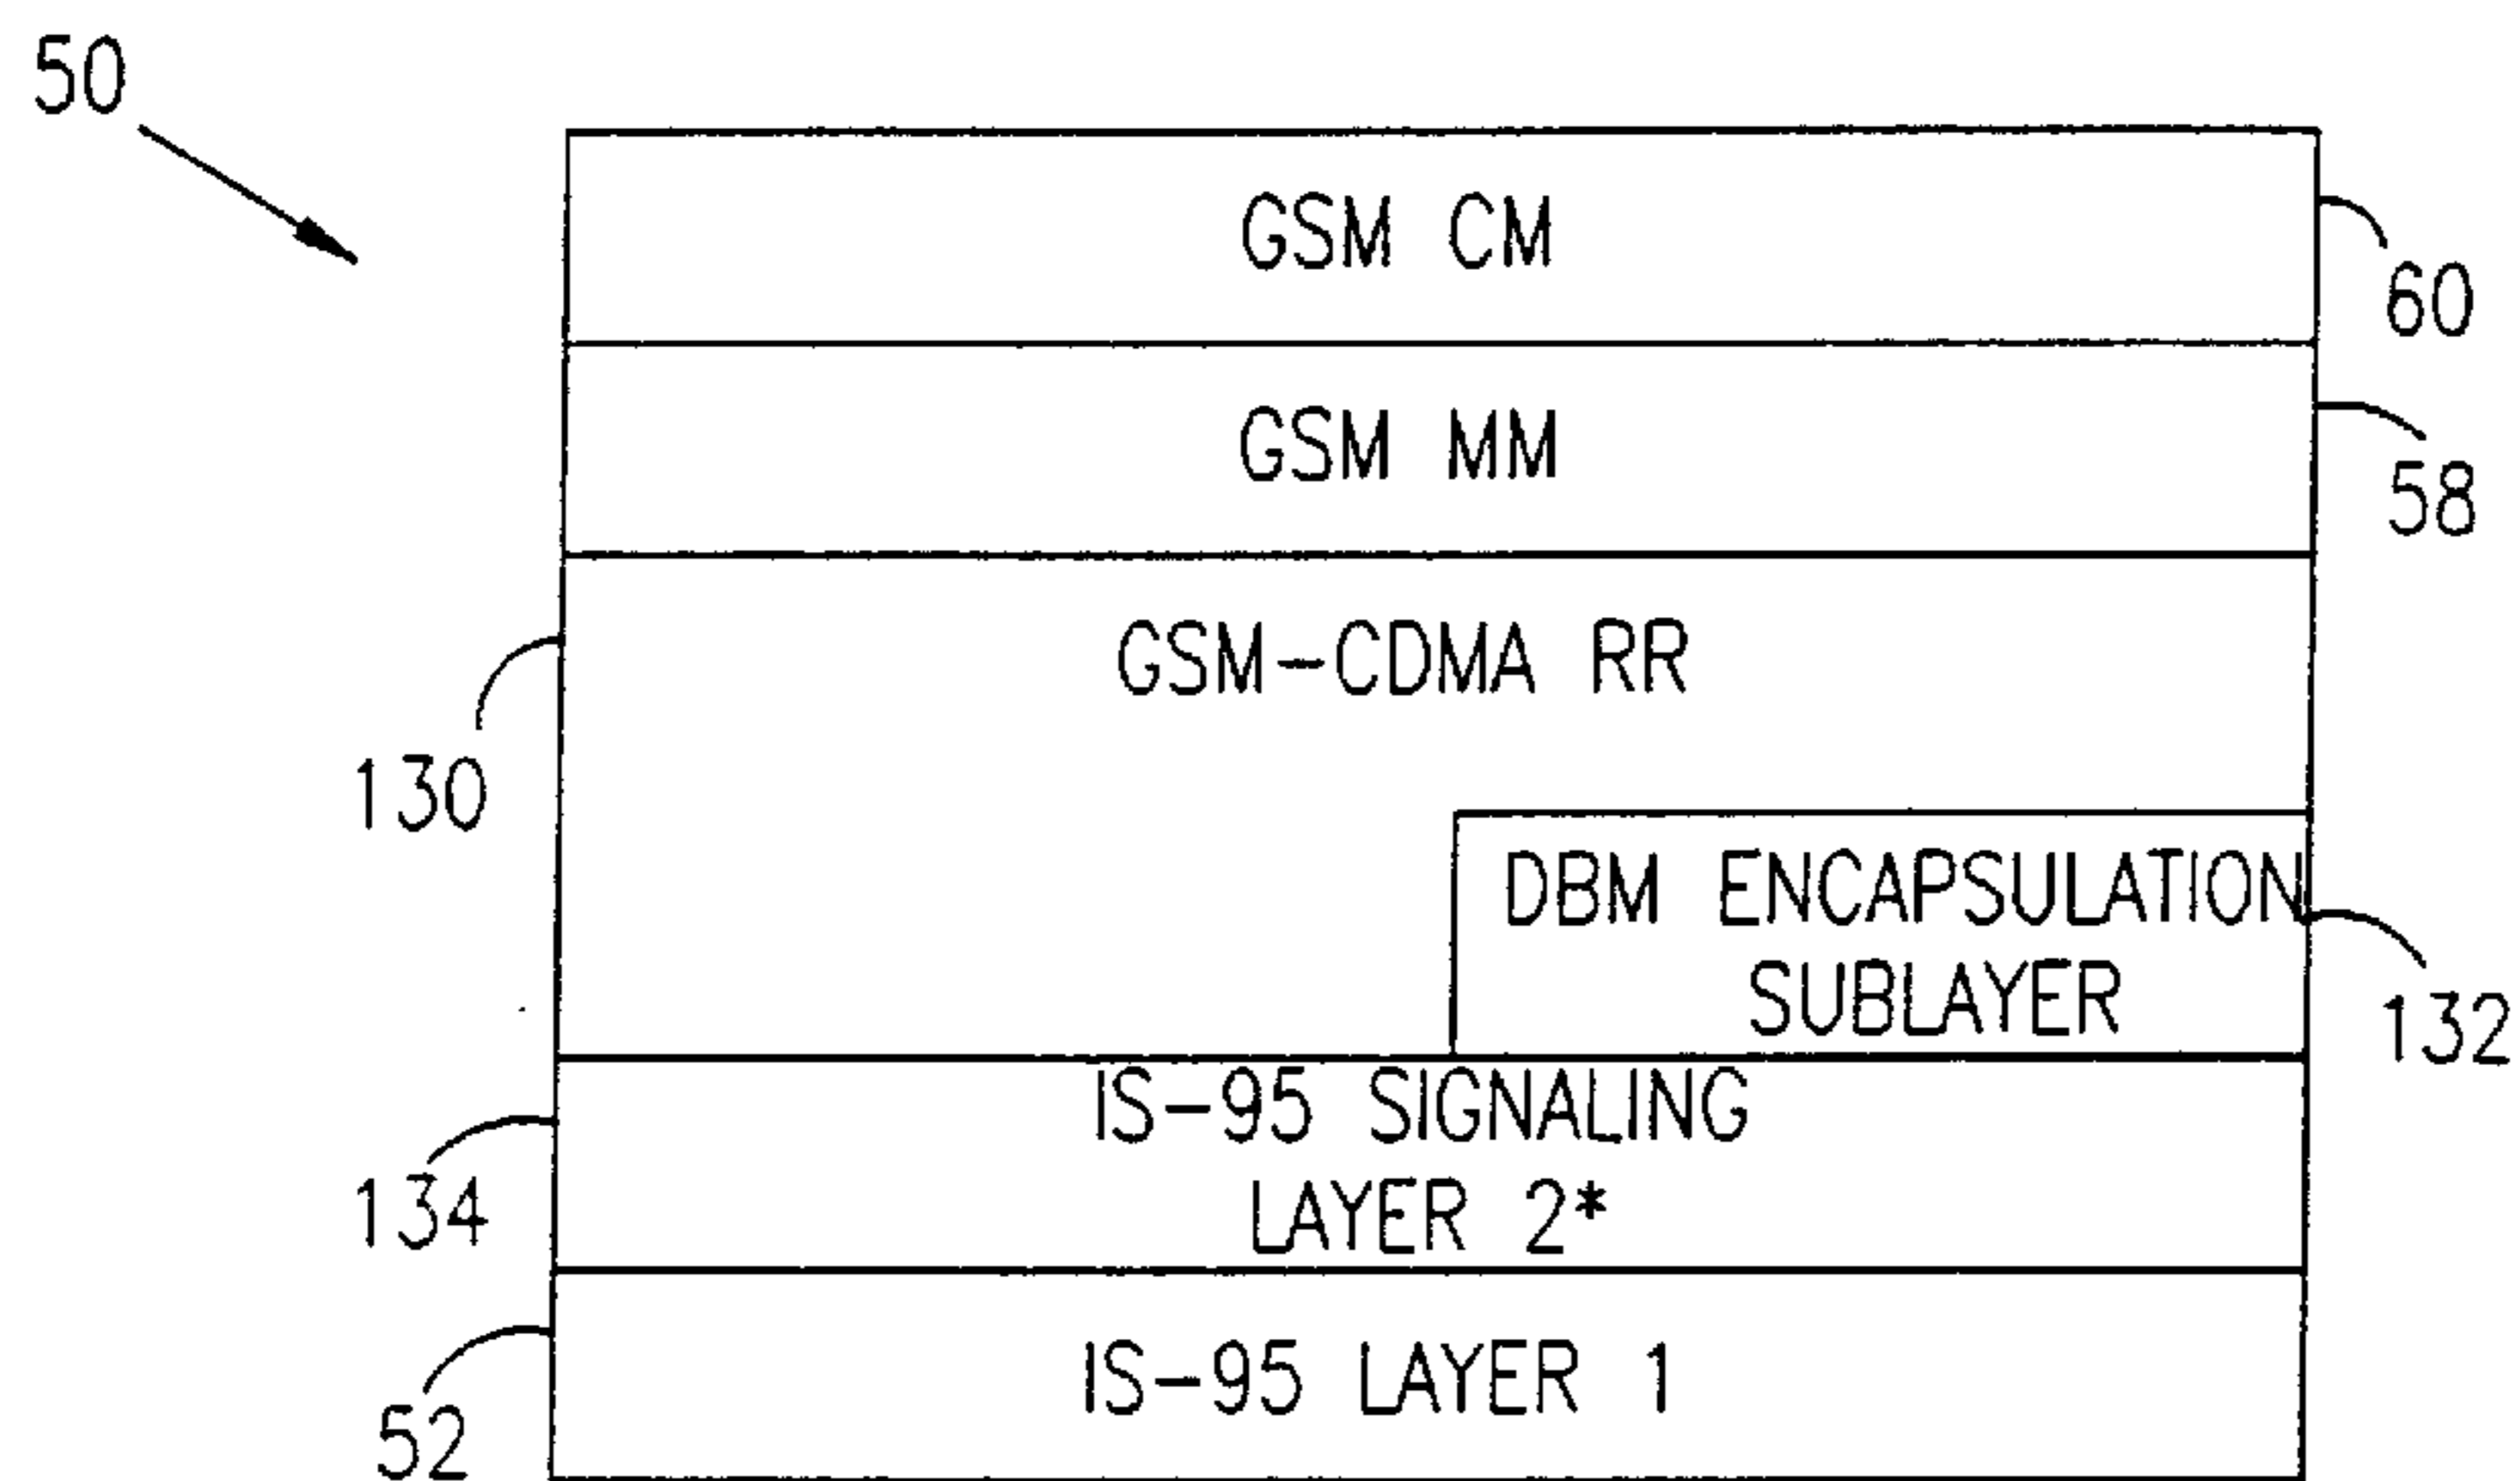 50
GSM CM
60
GSM MM
58
GSM-CDMA RR
130
DBM ENCAPSULATION
SUBLAYER
132
IS-95 SIGNALING
LAYER 2*
134
IS-95 LAYER 1
52